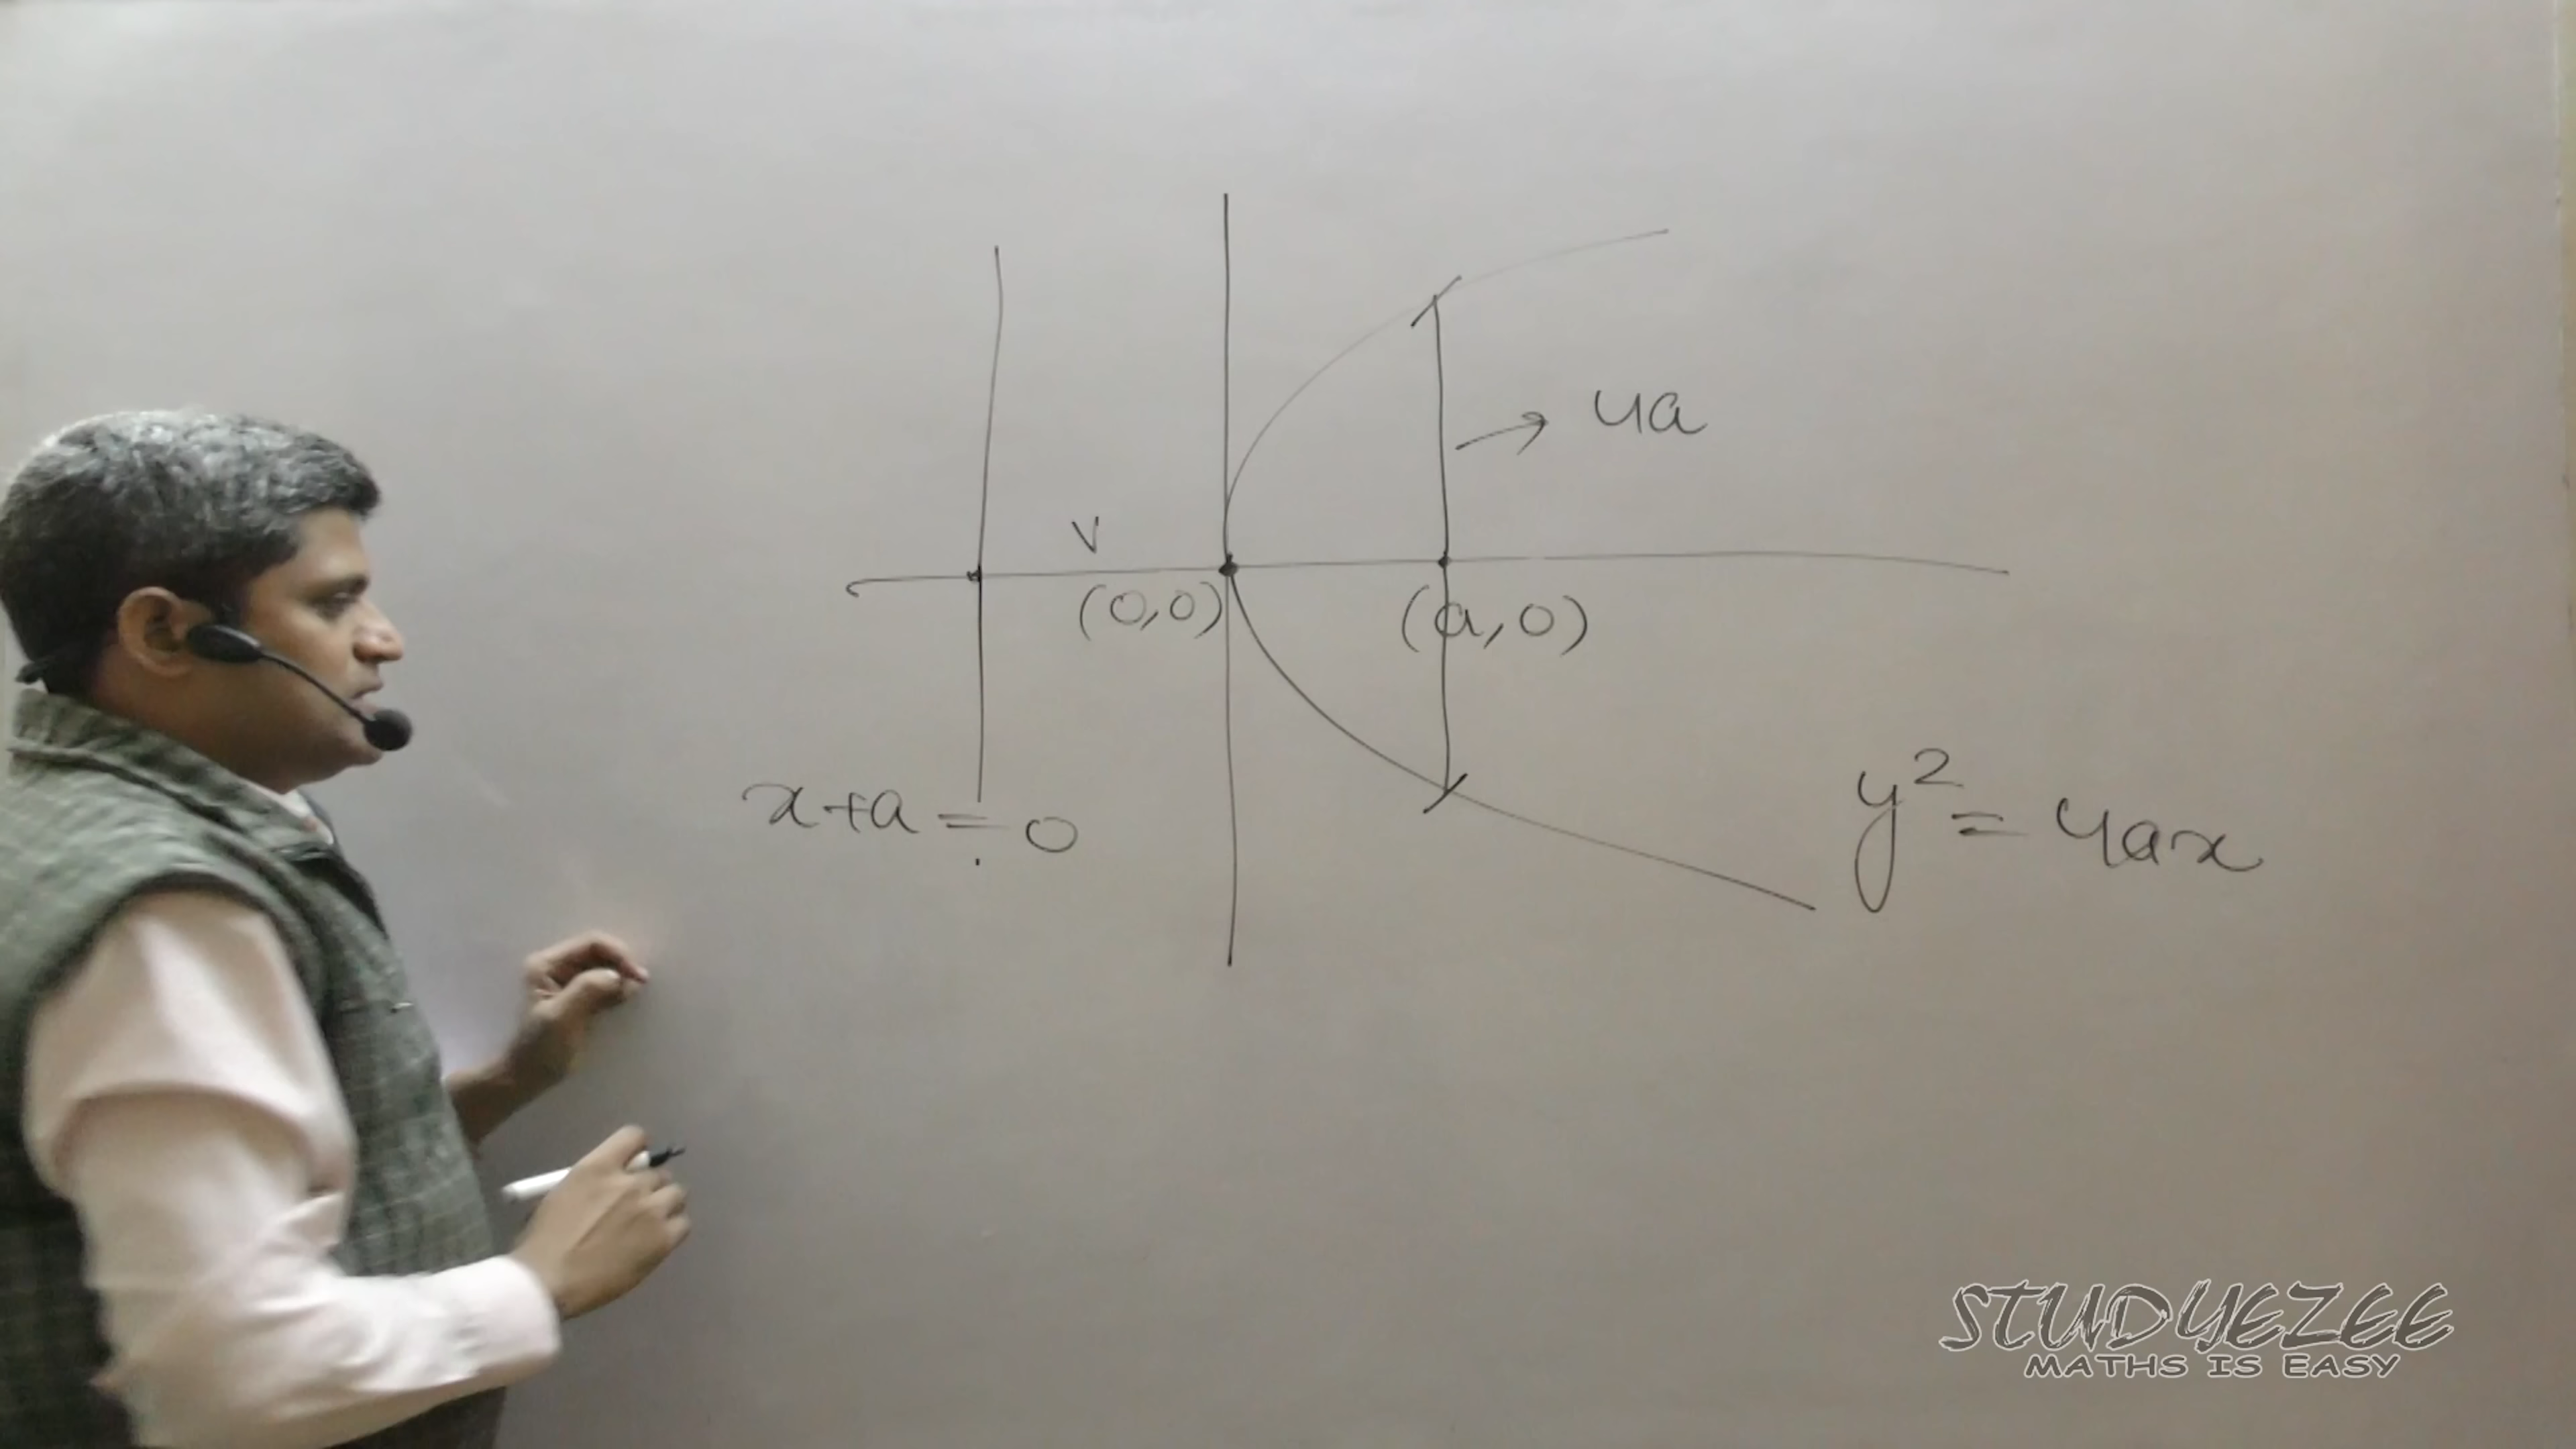 4a
V
(0,0)
(a,0)
x+a=0
y²=4ax
STUDYEZEE
MATHS IS EASY